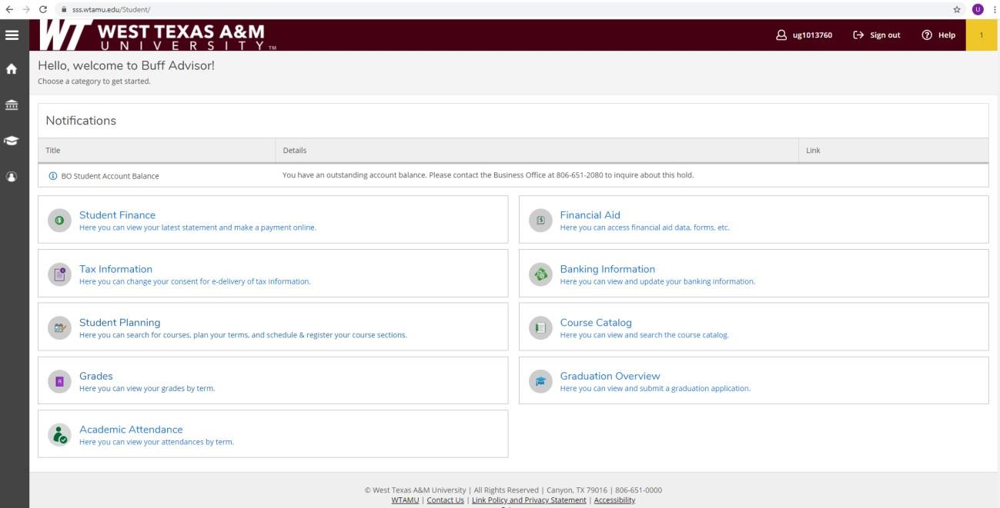 sss.wtamu.edu/Student/
U
WT WEST TEXAS A&M
UNIVERSITY TM
ug1013760 Sign out Help 1
Hello, welcome to Buff Advisor!
Choose a category to get started.
Notifications
Title Details Link
BO Student Account Balance You have an outstanding account balance. Please contact the Business Office at 806-651-2080 to inquire about this hold.
Student Finance
Here you can view your latest statement and make a payment online.
Financial Aid
Here you can access financial aid data, forms, etc.
Tax Information
Here you can change your consent for e-delivery of tax information.
Banking Information
Here you can view and update your banking information.
Student Planning
Here you can search for courses, plan your terms, and schedule & register your course sections.
Course Catalog
Here you can view and search the course catalog.
Grades
Here you can view your grades by term.
Graduation Overview
Here you can view and submit a graduation application.
Academic Attendance
Here you can view your attendances by term.
© West Texas A&M University | All Rights Reserved | Canyon, TX 79016 | 806-651-0000
WTAMU | Contact Us | Link Policy and Privacy Statement | Accessibility